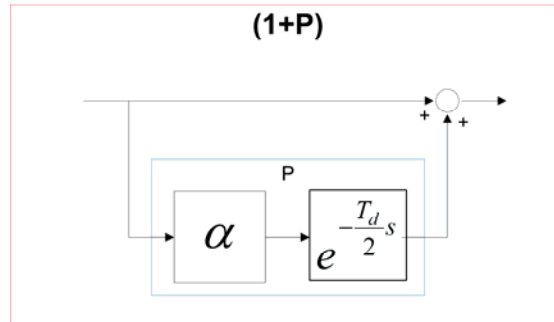 (1+P)
+
+
P
α
e^{-\frac{T_d}{2}s}